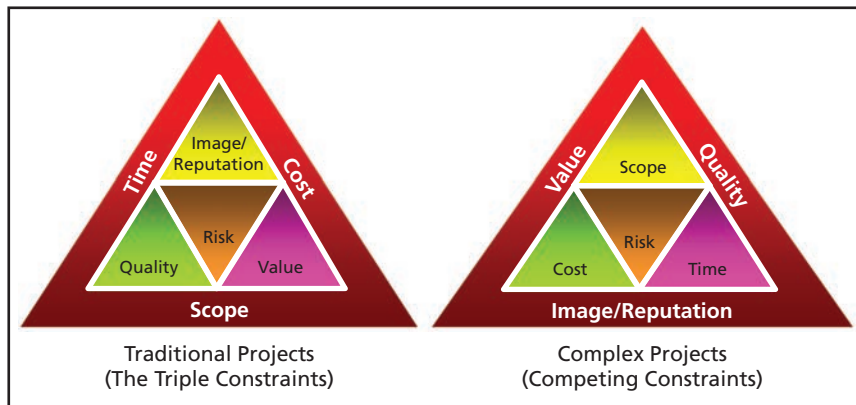 Time
Cost
Image/
Reputation
Risk
Quality
Value
Scope
Traditional Projects
(The Triple Constraints)
Value
Quality
Scope
Risk
Cost
Time
Image/Reputation
Complex Projects
(Competing Constraints)